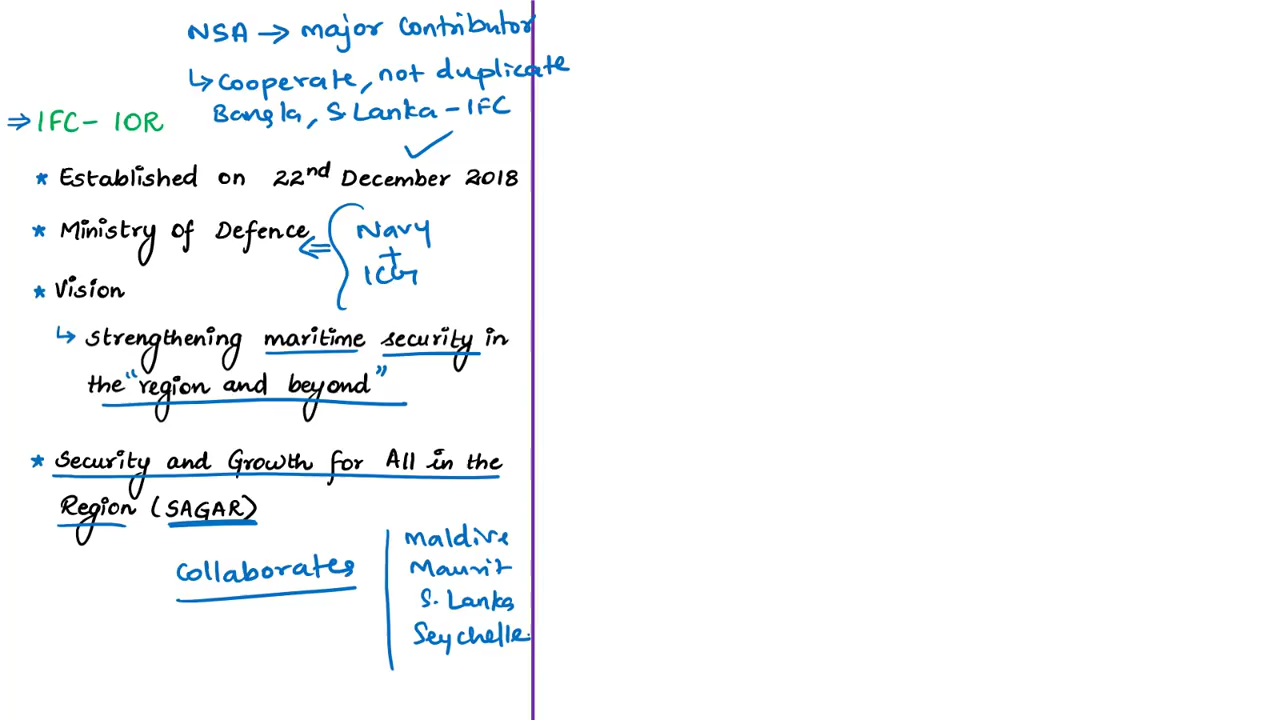 NSA → major contributor
↳ Cooperate, not duplicate
Bangla, S. Lanka - IFC
⇒ IFC - IOR
* Established on 22nd December 2018
* Ministry of Defence ⇐ Navy + ICG
* Vision
↳ Strengthening maritime security in
the "region and beyond"
* Security and Growth for All in the
Region (SAGAR)
Collaborates
Maldive
Maurit
S. Lanka
Seychelle